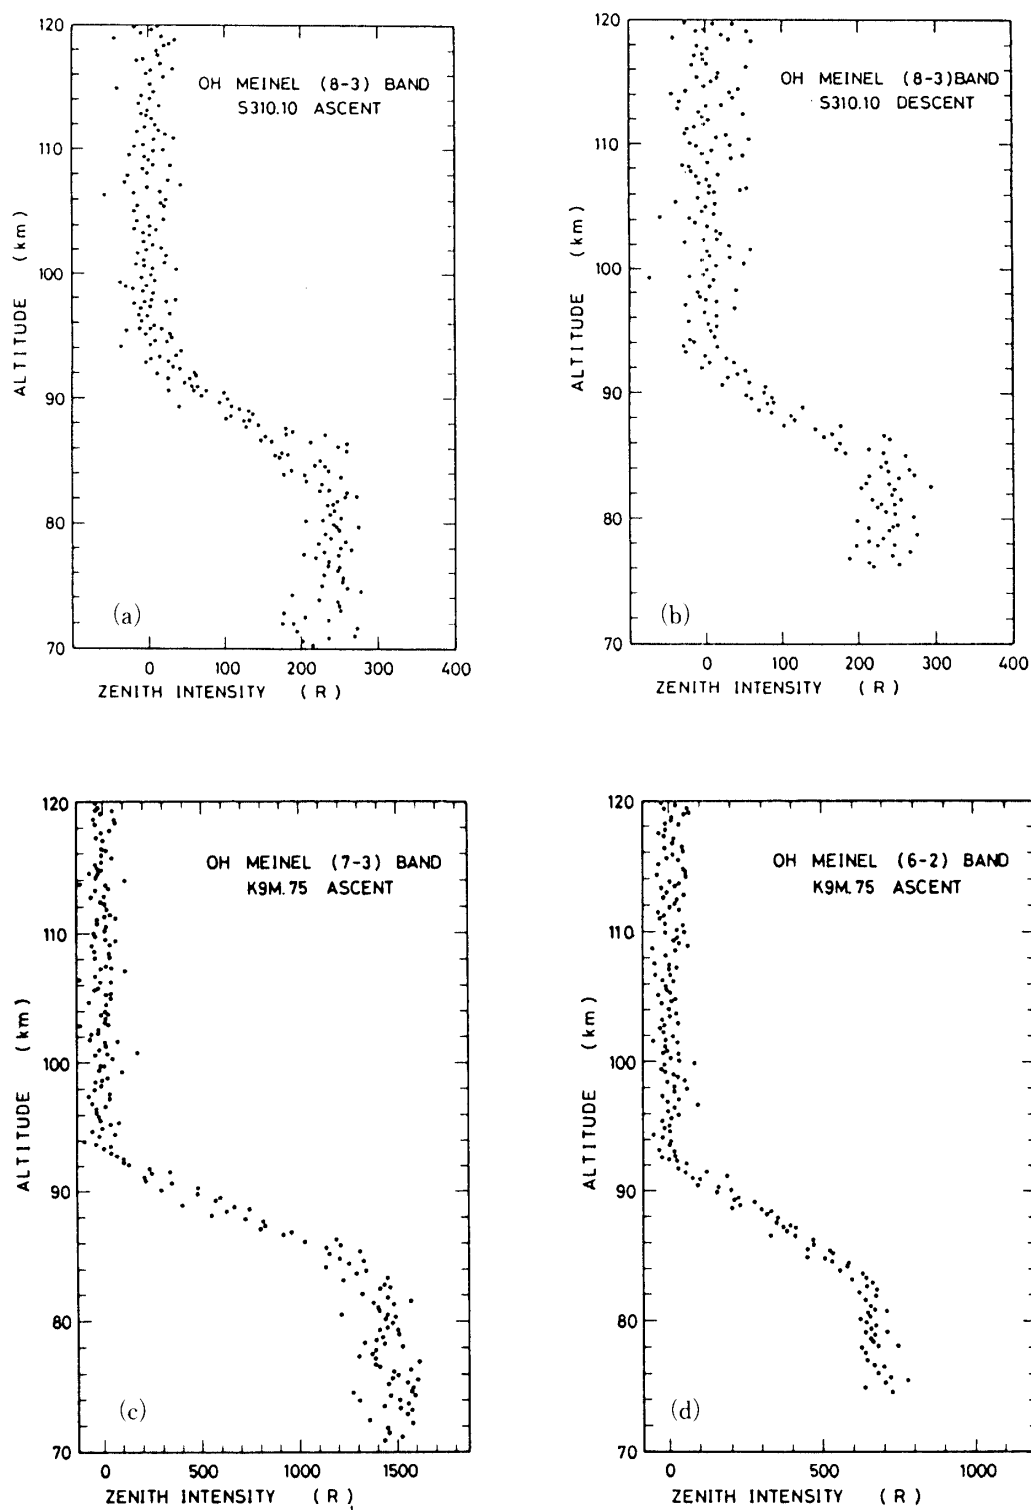 120
110
100
90
80
70
ALTITUDE (km)
OH MEINEL (8-3) BAND
S310.10 ASCENT
(a)
0 100 200 300 400
ZENITH INTENSITY (R)
120
110
100
90
80
70
ALTITUDE (km)
OH MEINEL (8-3) BAND
S310.10 DESCENT
(b)
0 100 200 300 400
ZENITH INTENSITY (R)
120
110
100
90
80
70
ALTITUDE (km)
OH MEINEL (7-3) BAND
K9M.75 ASCENT
(c)
0 500 1000 1500
ZENITH INTENSITY (R)
120
110
100
90
80
70
ALTITUDE (km)
OH MEINEL (6-2) BAND
K9M.75 ASCENT
(d)
0 500 1000
ZENITH INTENSITY (R)